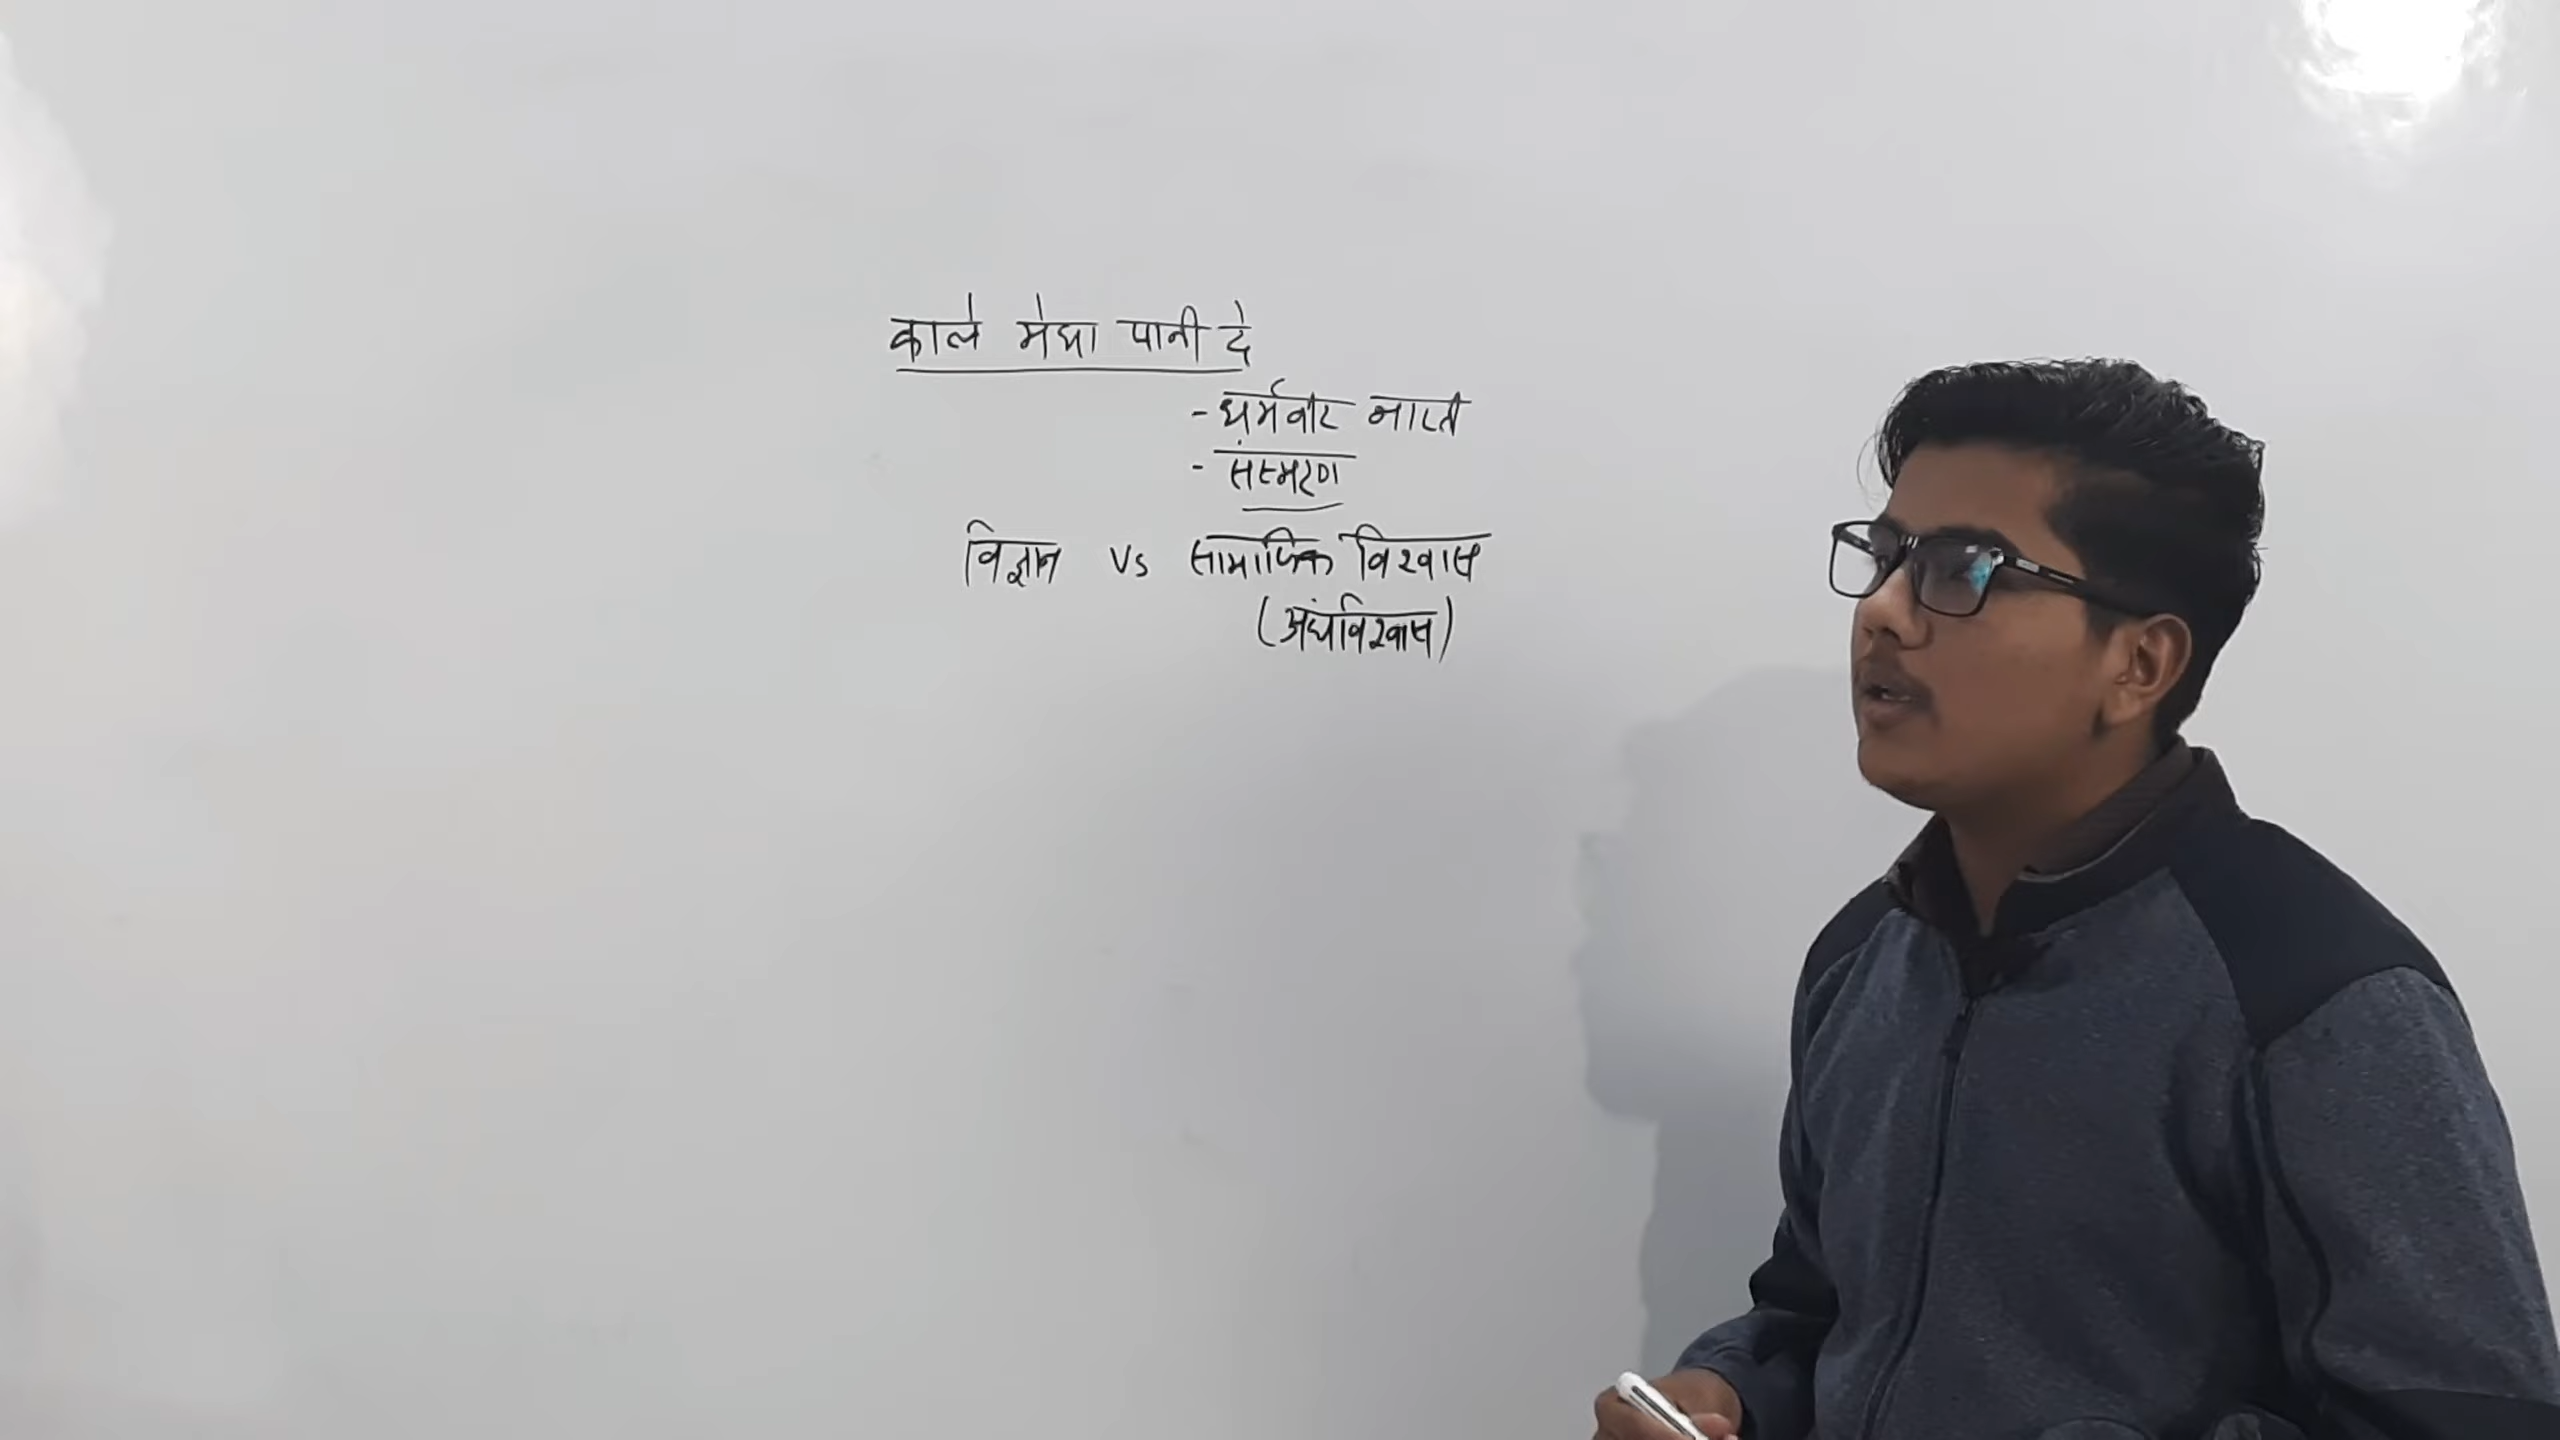 काले मेघा पानी दे
- धर्मवीर भारती
- संस्मरण
विज्ञान vs सामाजिक विश्वास
(अंधविश्वास)